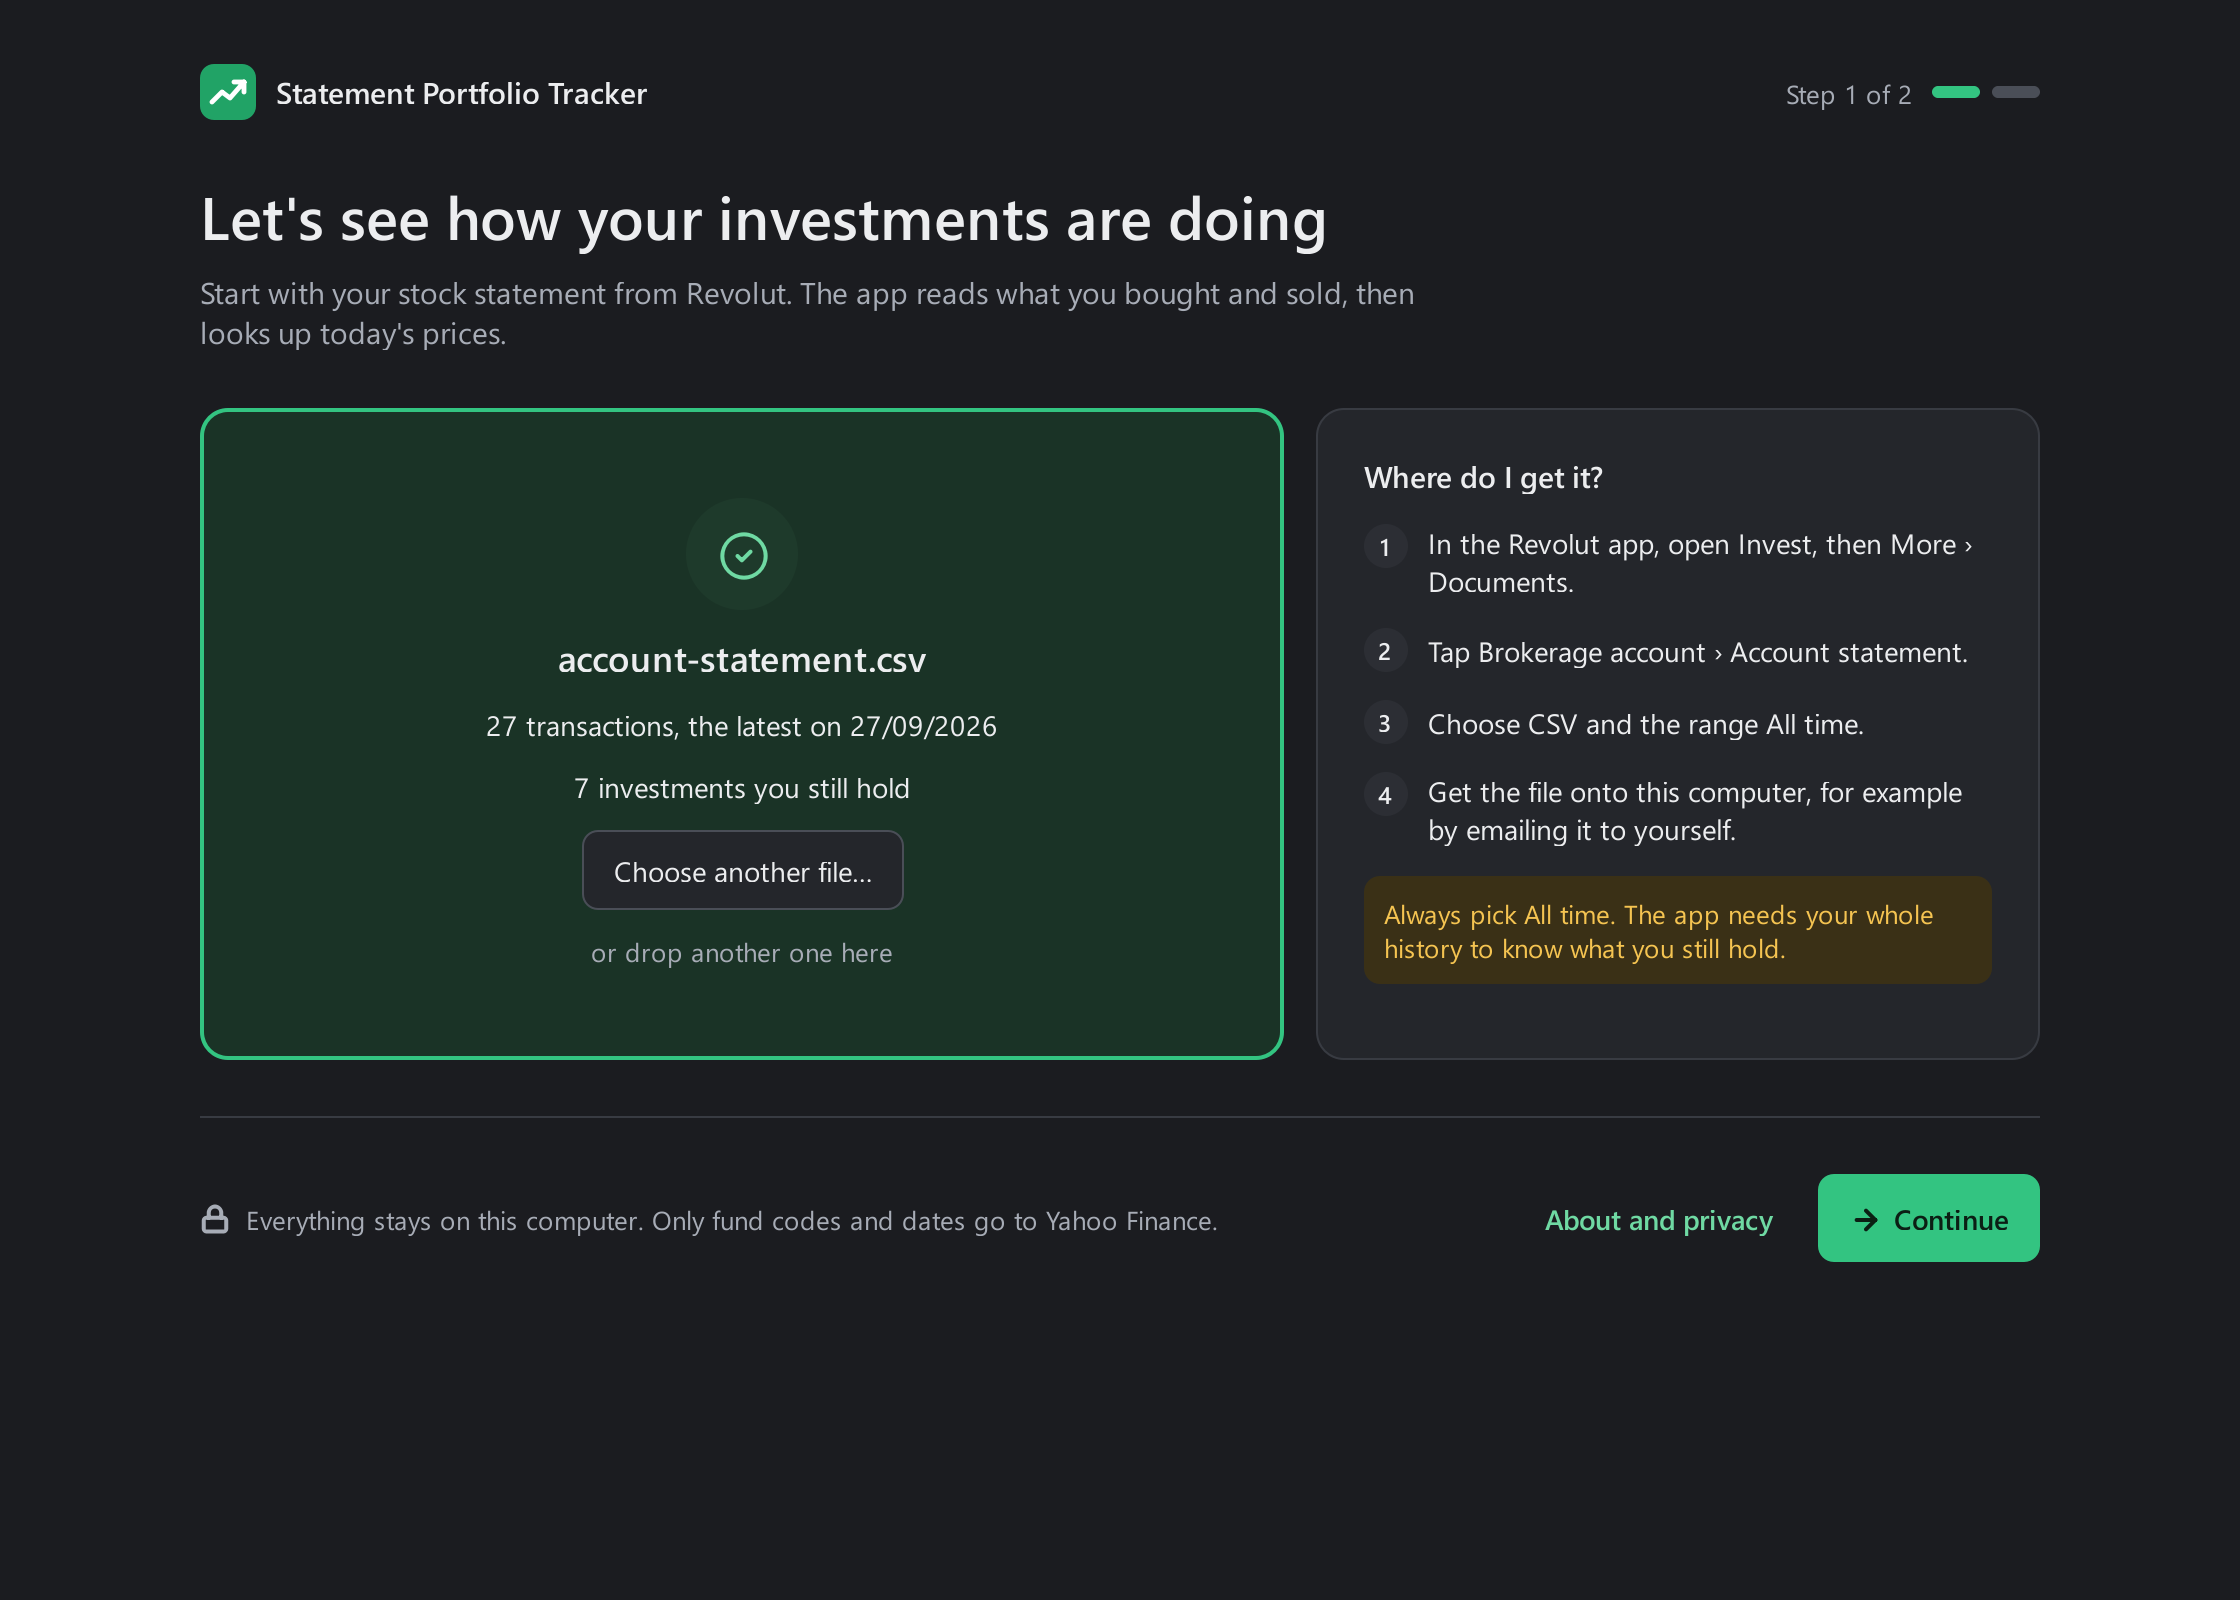 Statement Portfolio Tracker
Step 1 of 2
Let's see how your investments are doing
Start with your stock statement from Revolut. The app reads what you bought and sold, then
looks up today's prices.
account-statement.csv
27 transactions, the latest on 27/09/2026
7 investments you still hold
Choose another file...
or drop another one here
Where do I get it?
1 In the Revolut app, open Invest, then More ›
Documents.
2 Tap Brokerage account › Account statement.
3 Choose CSV and the range All time.
4 Get the file onto this computer, for example
by emailing it to yourself.
Always pick All time. The app needs your whole
history to know what you still hold.
Everything stays on this computer. Only fund codes and dates go to Yahoo Finance.
About and privacy
Continue